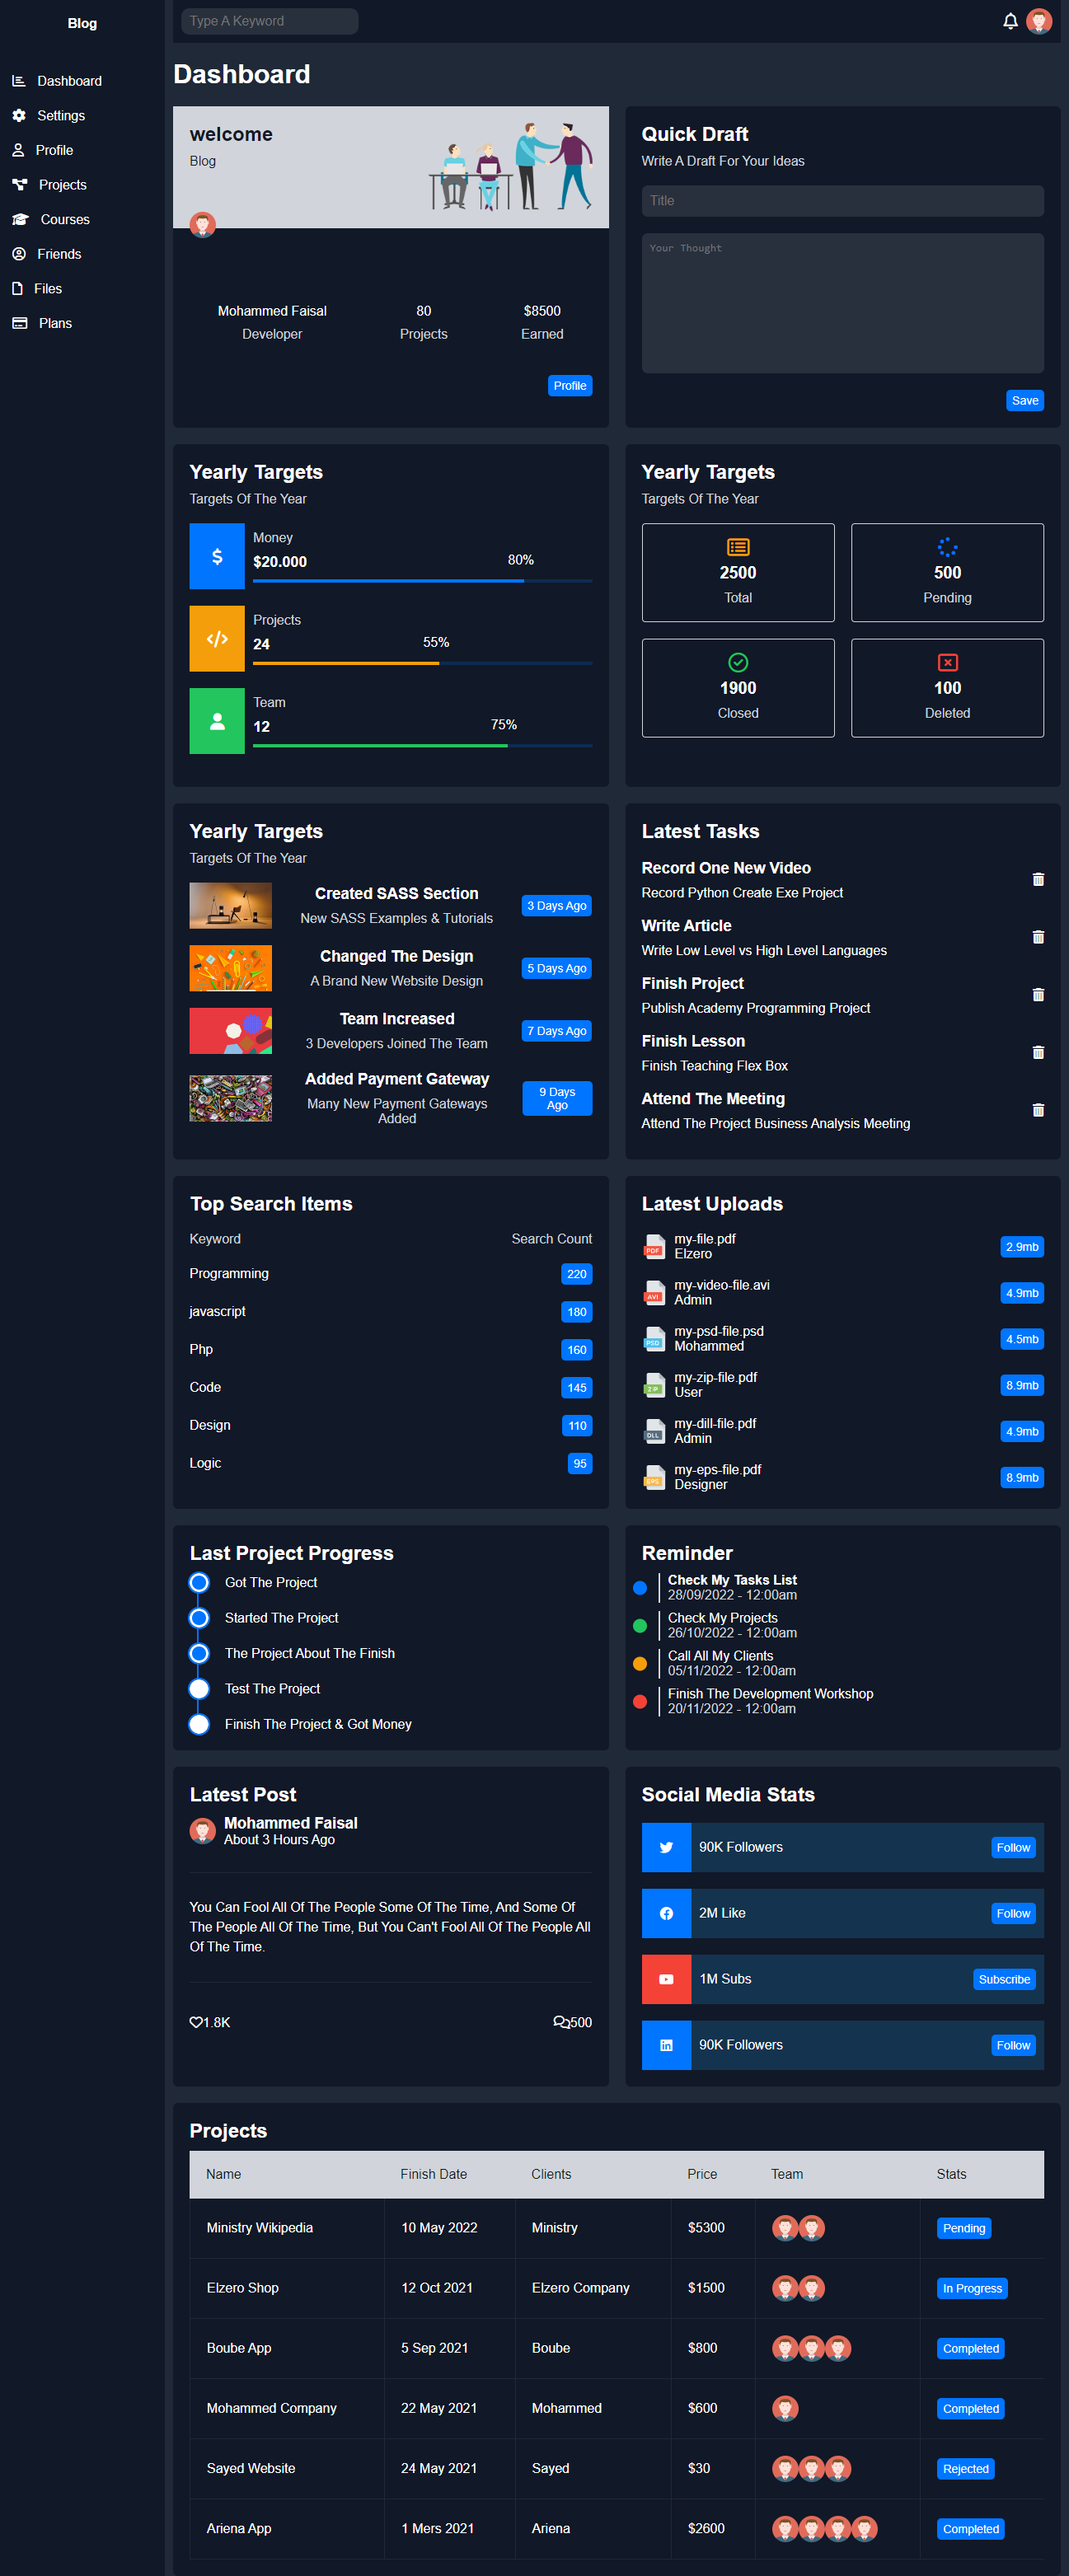 Blog
Dashboard
Settings
Profile
Projects
Courses
Friends
Files
Plans
Type A Keyword
Dashboard
welcome
Blog
Mohammed Faisal
Developer
80
Projects
$8500
Earned
Profile
Quick Draft
Write A Draft For Your Ideas
Title
Your Thought
Save
Yearly Targets
Targets Of The Year
Money
$20.000
80%
Projects
24
55%
Team
12
75%
Yearly Targets
Targets Of The Year
2500
Total
500
Pending
1900
Closed
100
Deleted
Yearly Targets
Targets Of The Year
Created SASS Section
New SASS Examples & Tutorials
3 Days Ago
Changed The Design
A Brand New Website Design
5 Days Ago
Team Increased
3 Developers Joined The Team
7 Days Ago
Added Payment Gateway
Many New Payment Gateways
Added
9 Days
Ago
Latest Tasks
Record One New Video
Record Python Create Exe Project
Write Article
Write Low Level vs High Level Languages
Finish Project
Publish Academy Programming Project
Finish Lesson
Finish Teaching Flex Box
Attend The Meeting
Attend The Project Business Analysis Meeting
Top Search Items
Keyword Search Count
Programming 220
javascript 180
Php 160
Code 145
Design 110
Logic 95
Latest Uploads
PDF
my-file.pdf
Elzero
2.9mb
AVI
my-video-file.avi
Admin
4.9mb
PSD
my-psd-file.psd
Mohammed
4.5mb
ZIP
my-zip-file.pdf
User
8.9mb
DLL
my-dill-file.pdf
Admin
4.9mb
EPS
my-eps-file.pdf
Designer
8.9mb
Last Project Progress
Got The Project
Started The Project
The Project About The Finish
Test The Project
Finish The Project & Got Money
Reminder
Check My Tasks List
28/09/2022 - 12:00am
Check My Projects
26/10/2022 - 12:00am
Call All My Clients
05/11/2022 - 12:00am
Finish The Development Workshop
20/11/2022 - 12:00am
Latest Post
Mohammed Faisal
About 3 Hours Ago
You Can Fool All Of The People Some Of The Time, And Some Of
The People All Of The Time, But You Can't Fool All Of The People All
Of The Time.
1.8K
500
Social Media Stats
90K Followers Follow
2M Like Follow
1M Subs Subscribe
90K Followers Follow
Projects
Name Finish Date Clients Price Team Stats
Ministry Wikipedia 10 May 2022 Ministry $5300 Pending
Elzero Shop 12 Oct 2021 Elzero Company $1500 In Progress
Boube App 5 Sep 2021 Boube $800 Completed
Mohammed Company 22 May 2021 Mohammed $600 Completed
Sayed Website 24 May 2021 Sayed $30 Rejected
Ariena App 1 Mers 2021 Ariena $2600 Completed